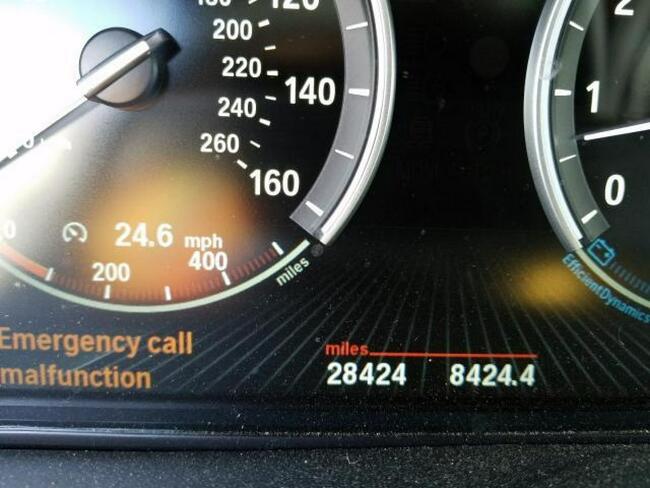 120
200
220
140
240
260
160
24.6 mph
0 200 400
miles
Emergency call
malfunction
miles
28424 8424.4
2
1
0
EfficientDynamics